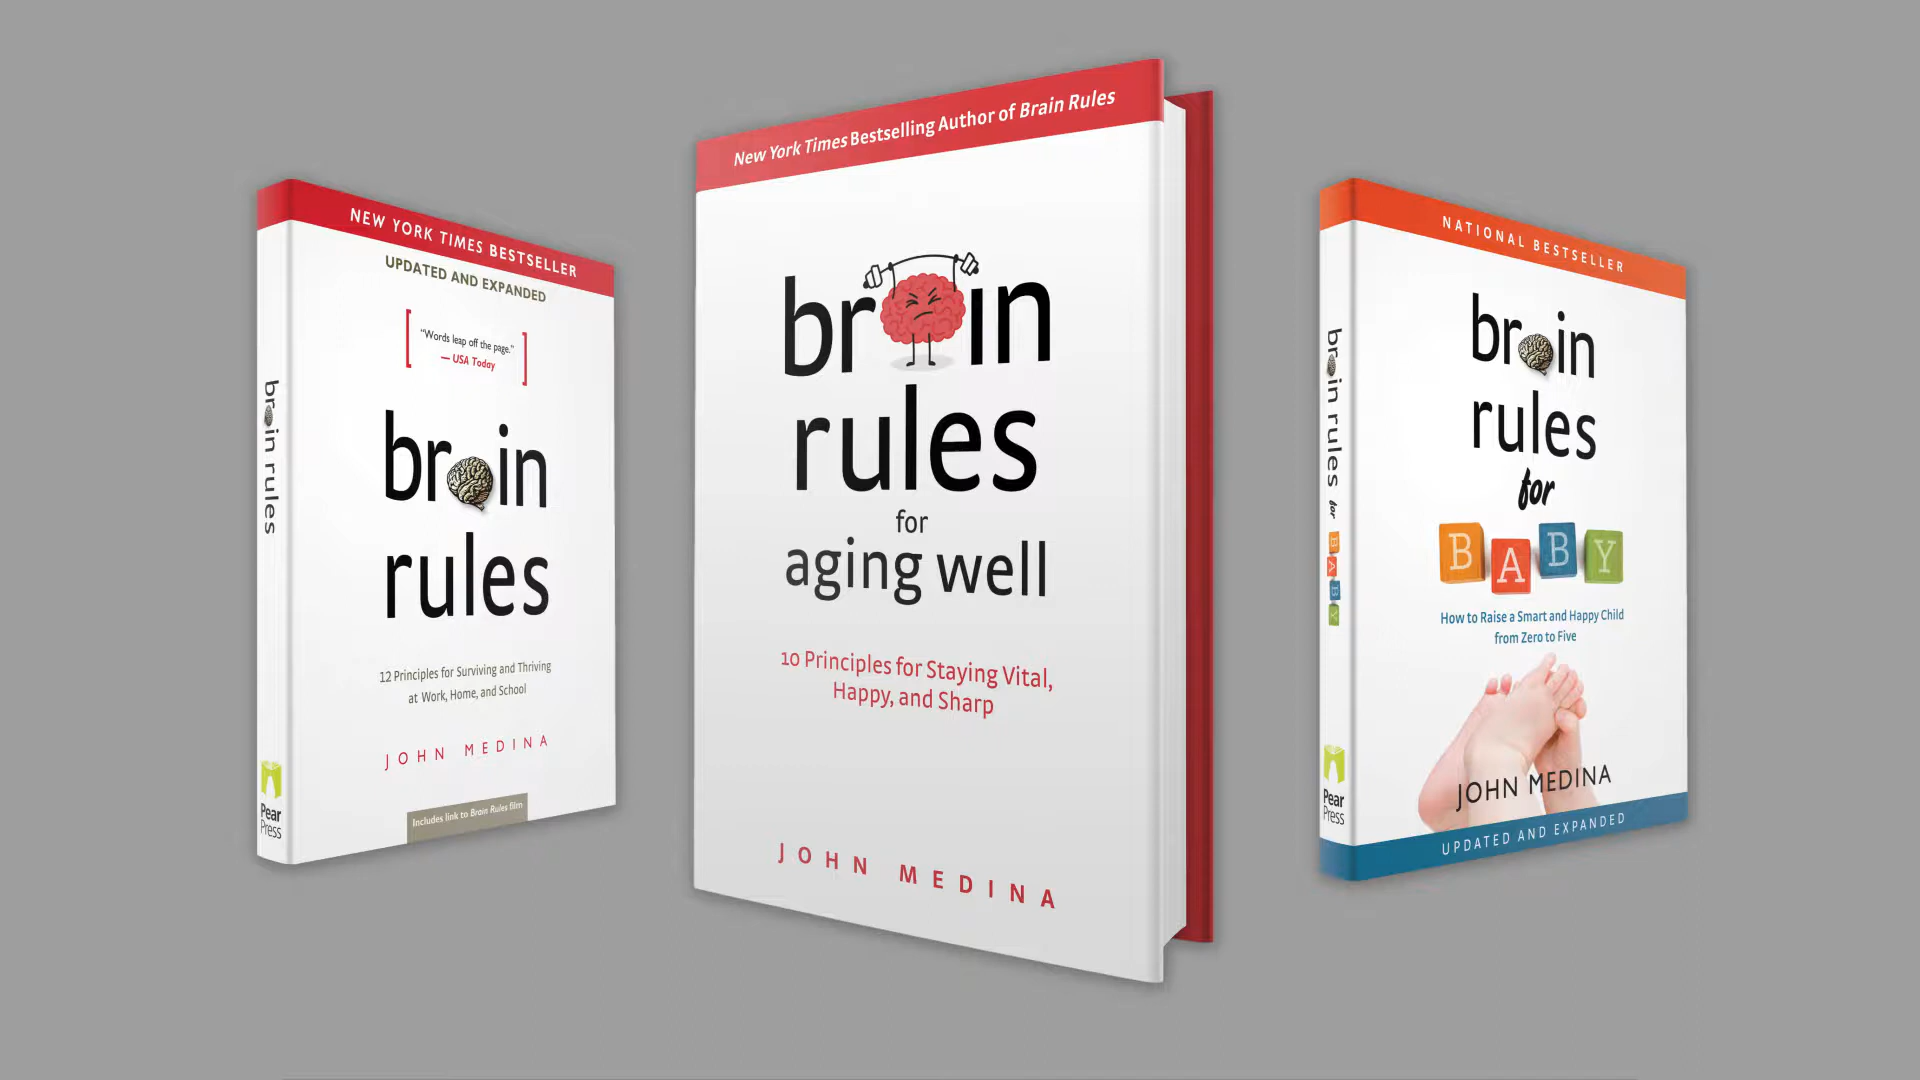 NEW YORK TIMES BESTSELLER
UPDATED AND EXPANDED
"Words leap off the page."
— USA Today
brain
rules
12 Principles for Surviving and Thriving
at Work, Home, and School
JOHN MEDINA
Includes link to Brain Rules film
brain rules
Pear
Press
New York Times Bestselling Author of Brain Rules
brain
rules
for
aging well
10 Principles for Staying Vital,
Happy, and Sharp
JOHN MEDINA
NATIONAL BESTSELLER
brain
rules
for
BABY
How to Raise a Smart and Happy Child
from Zero to Five
JOHN MEDINA
UPDATED AND EXPANDED
brain rules for BABY
Pear
Press